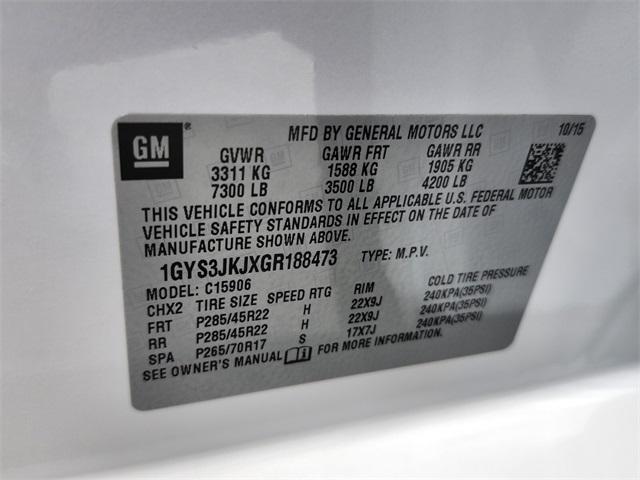 GM ®
MFD BY GENERAL MOTORS LLC 10/15
GVWR GAWR FRT GAWR RR
3311 KG 1588 KG 1905 KG
7300 LB 3500 LB 4200 LB
THIS VEHICLE CONFORMS TO ALL APPLICABLE U.S. FEDERAL MOTOR
VEHICLE SAFETY STANDARDS IN EFFECT ON THE DATE OF
MANUFACTURE SHOWN ABOVE.
1GYS3JKJXGR188473 TYPE: M.P.V.
MODEL: C15906
CHX2 TIRE SIZE SPEED RTG RIM COLD TIRE PRESSURE
FRT P285/45R22 H 22X9J 240KPA(35PSI)
RR P285/45R22 H 22X9J 240KPA(35PSI)
SPA P265/70R17 S 17X7J 240KPA(35PSI)
SEE OWNER'S MANUAL FOR MORE INFORMATION.